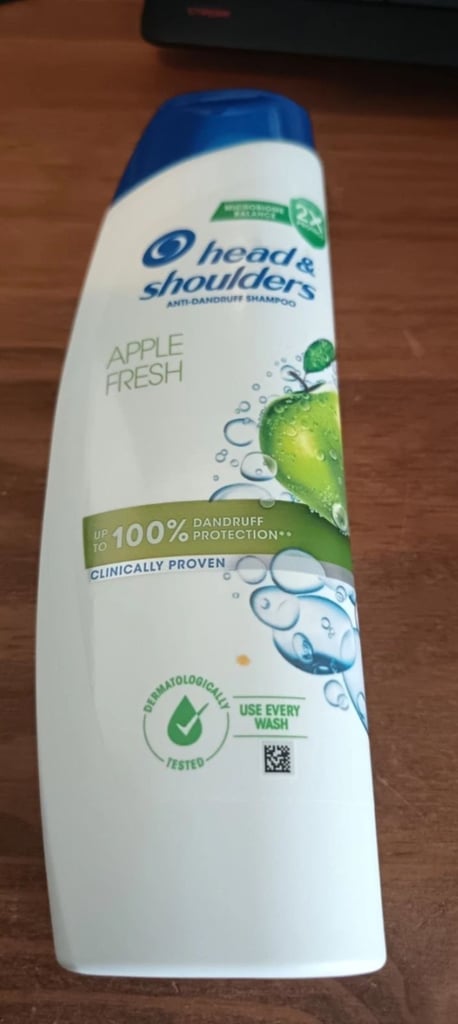 MICROBIOME
BALANCE
2X
head &
shoulders
ANTI-DANDRUFF SHAMPOO
APPLE
FRESH
UP TO 100% DANDRUFF PROTECTION**
CLINICALLY PROVEN
DERMATOLOGICALLY
TESTED
USE EVERY
WASH